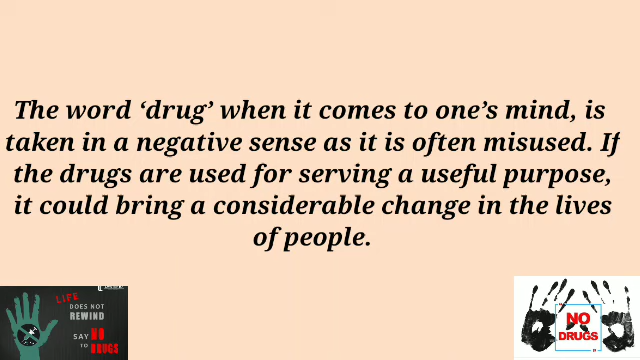 The word ‘drug’ when it comes to one’s mind, is
taken in a negative sense as it is often misused. If
the drugs are used for serving a useful purpose,
it could bring a considerable change in the lives
of people.
LIFE
DOES NOT
REWIND
SAY NO
TO DRUGS
NO
DRUGS